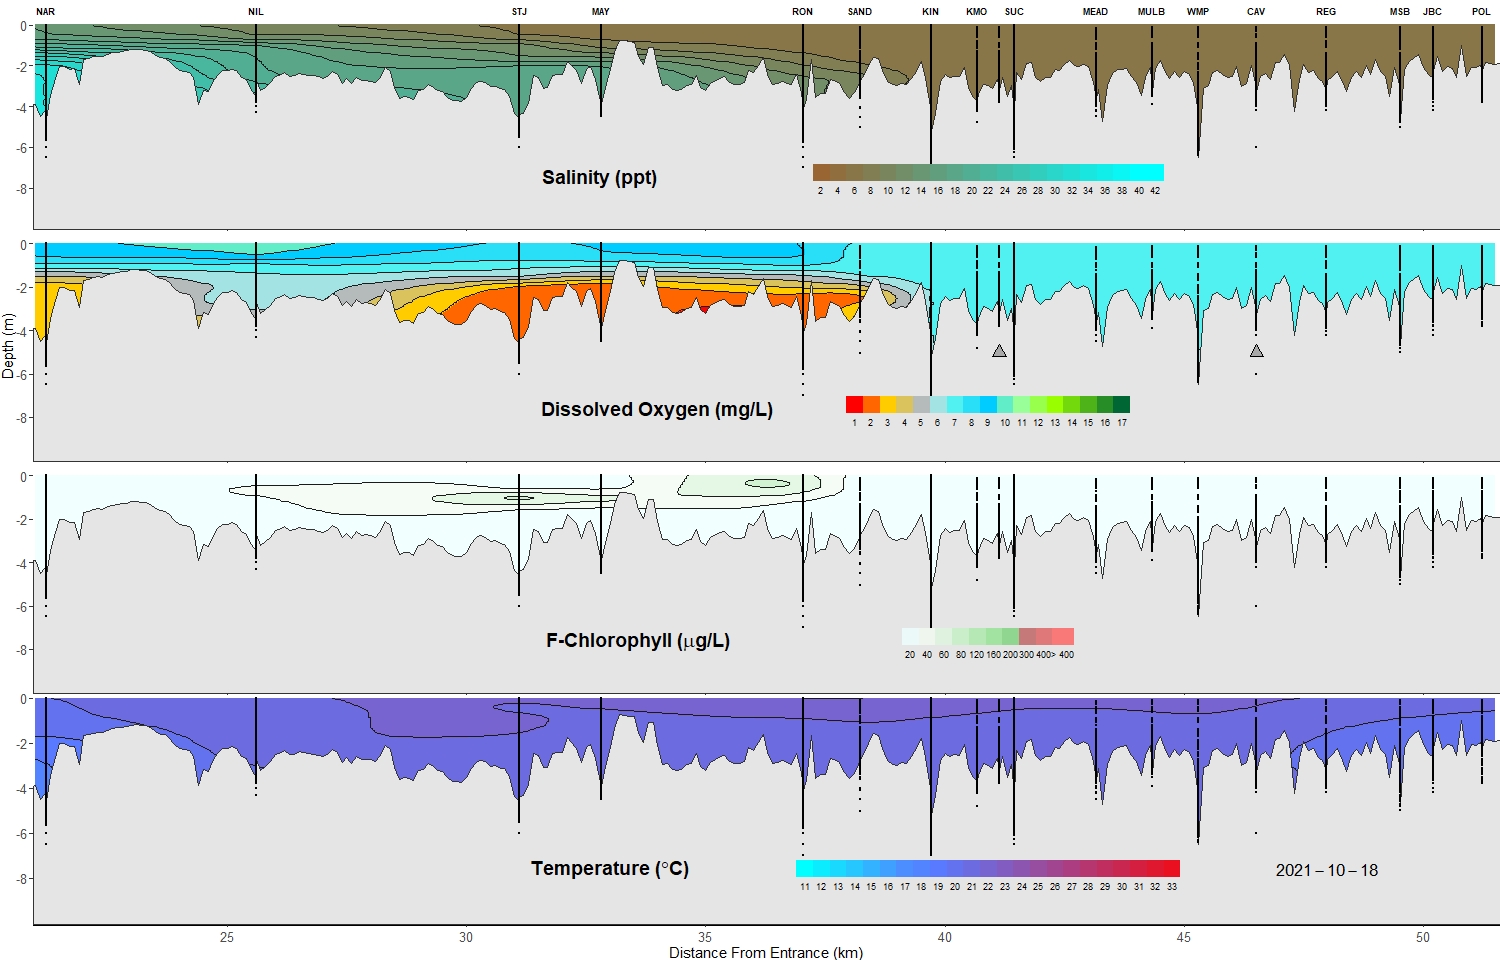 NAR NIL STJ MAY RON SAND KIN KMO SUC MEAD MULB WMP CAV REG MSB JBC POL
0
-2
-4
-6
-8
Salinity (ppt)
2 4 6 8 10 12 14 16 18 20 22 24 26 28 30 32 34 36 38 40 42
0
-2
-4
-6
-8
Depth (m)
Dissolved Oxygen (mg/L)
1 2 3 4 5 6 7 8 9 10 11 12 13 14 15 16 17
0
-2
-4
-6
-8
F-Chlorophyll (μg/L)
20 40 60 80 120 160 200 300 400 > 400
0
-2
-4
-6
-8
Temperature (°C)
11 12 13 14 15 16 17 18 19 20 21 22 23 24 25 26 27 28 29 30 31 32 33
2021–10–18
25 30 35 40 45 50
Distance From Entrance (km)